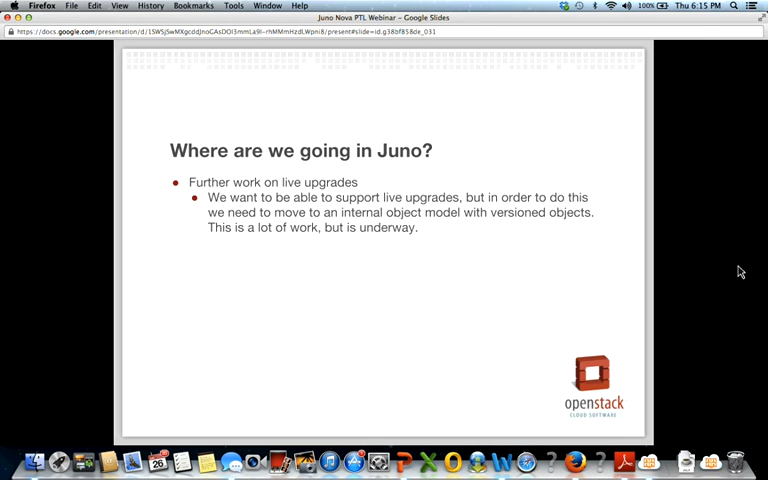 Firefox File Edit View History Bookmarks Tools Window Help
100% Thu 6:15 PM
Juno Nova PTL Webinar – Google Slides
Where are we going in Juno?
Further work on live upgrades
We want to be able to support live upgrades, but in order to do this
we need to move to an internal object model with versioned objects.
This is a lot of work, but is underway.
openstack
CLOUD SOFTWARE
26